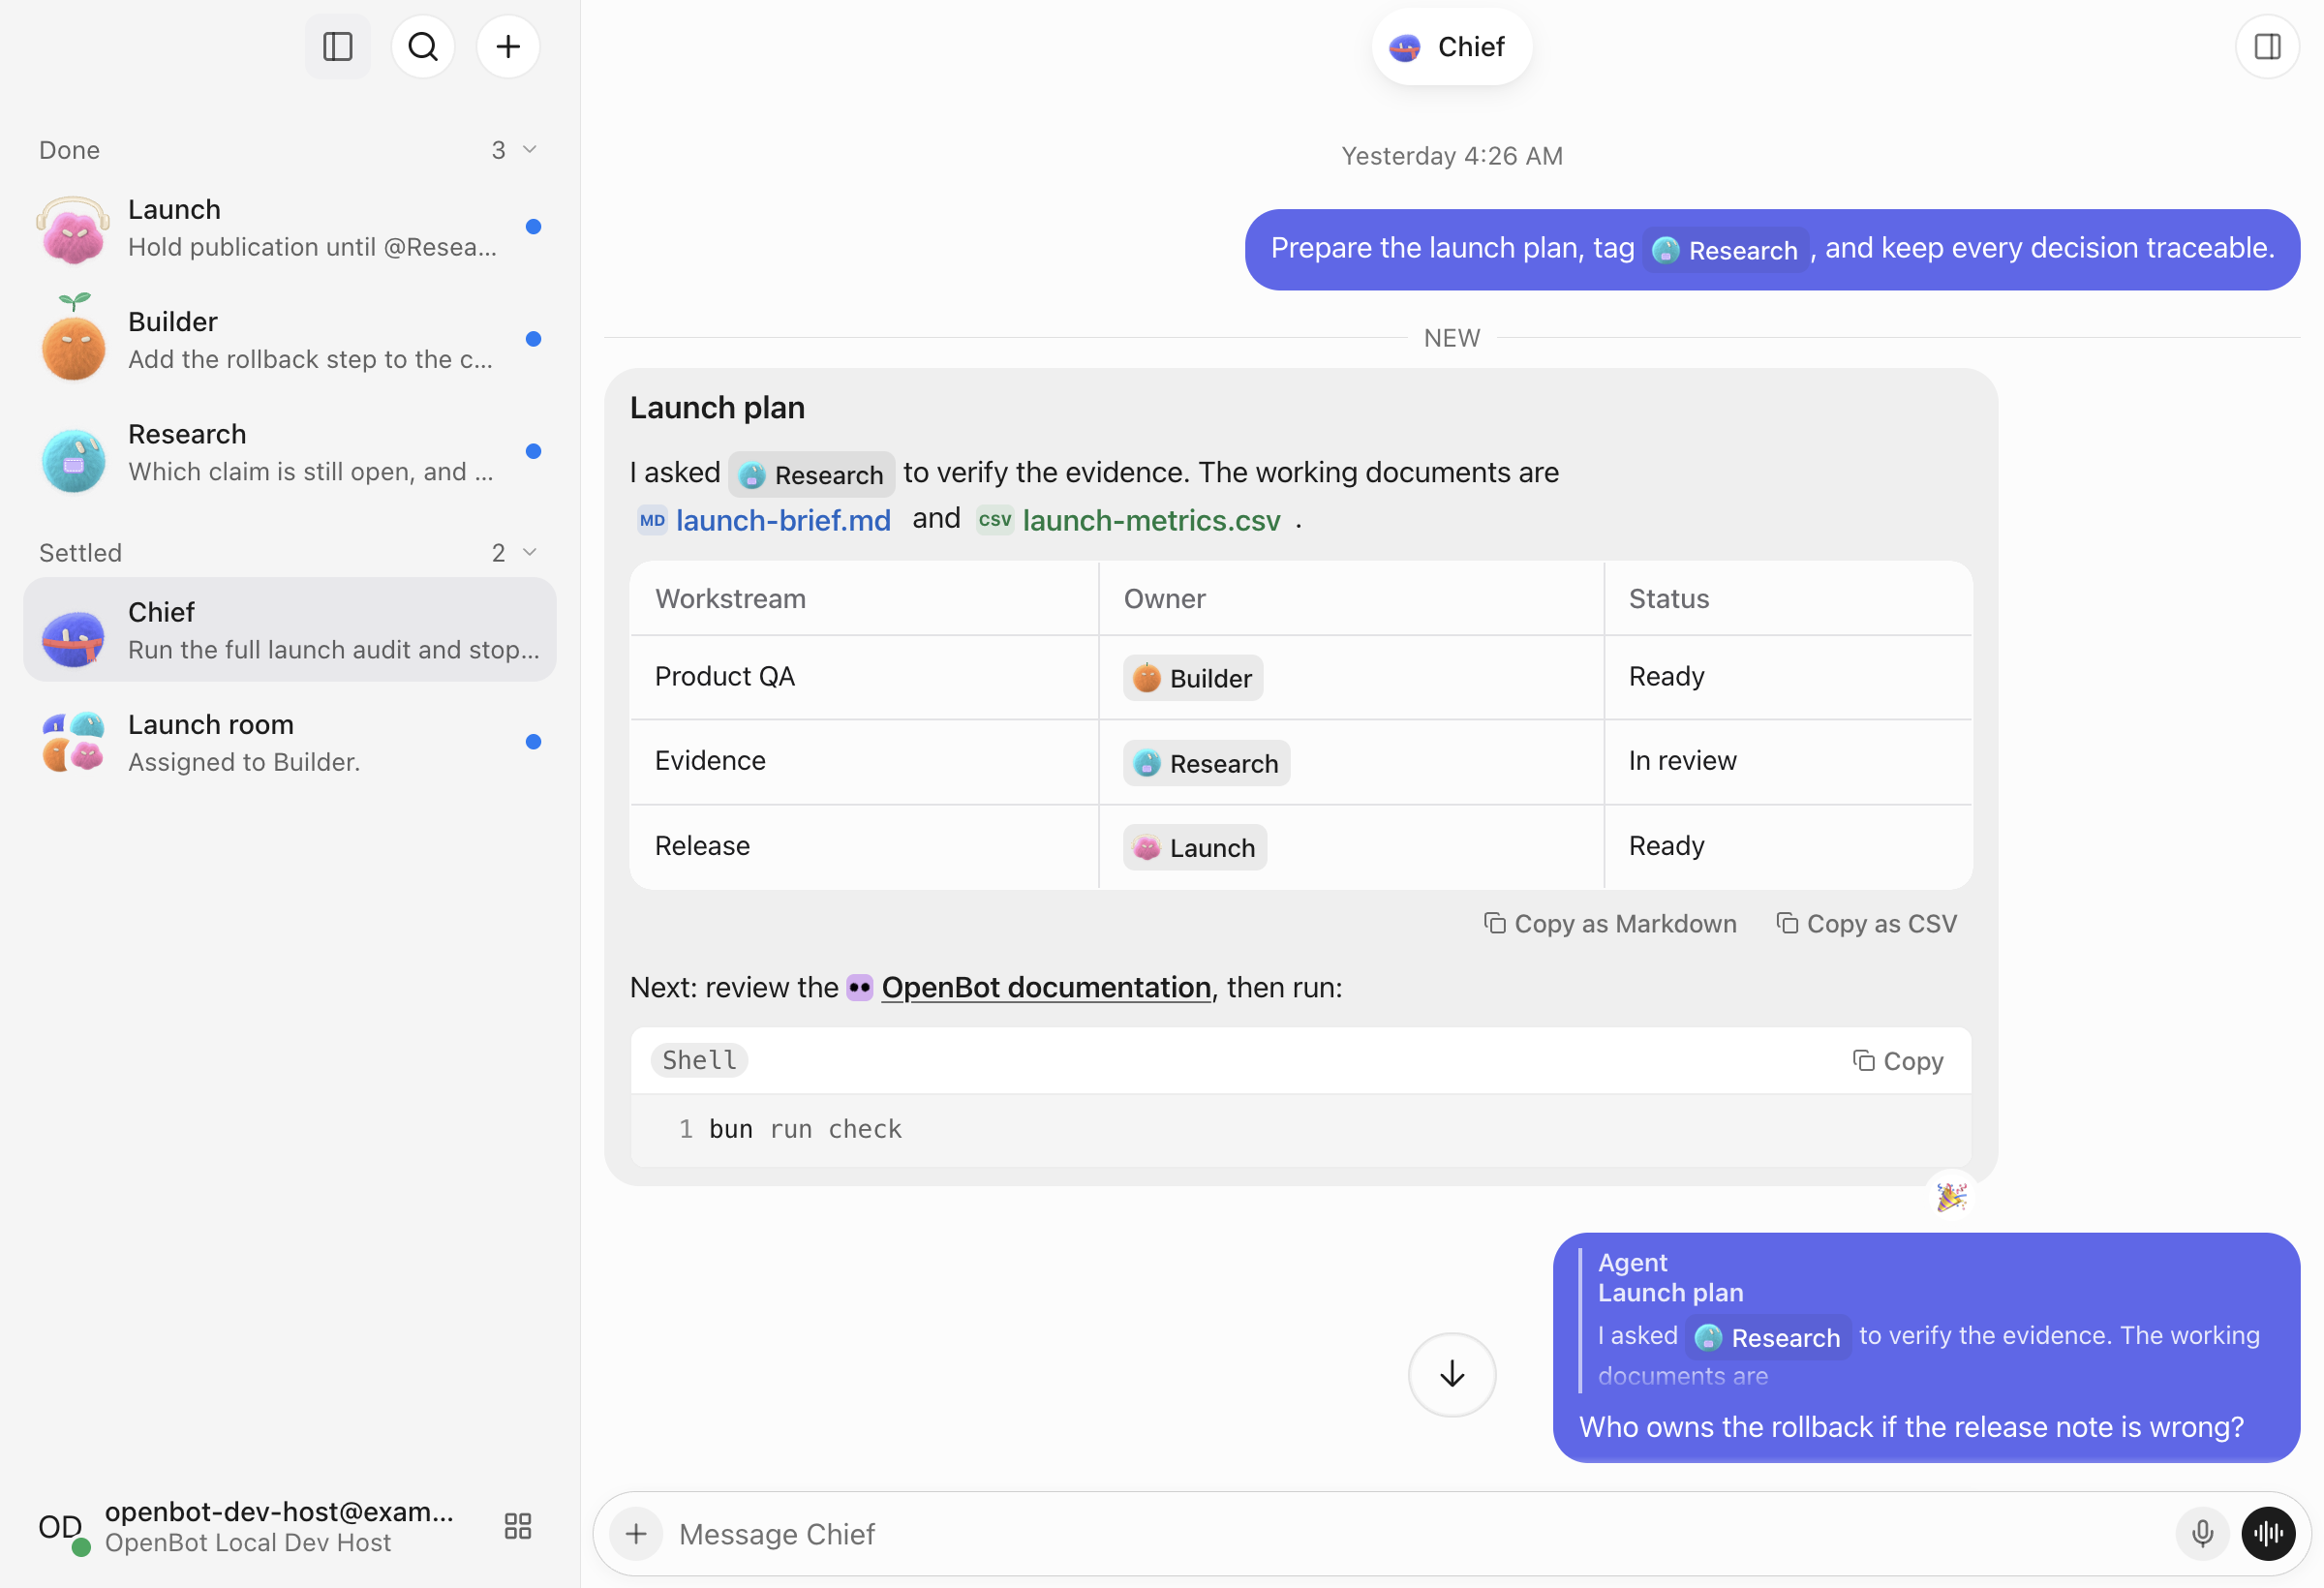 Done 3
Launch
Hold publication until @Resea...
Builder
Add the rollback step to the c...
Research
Which claim is still open, and ...
Settled 2
Chief
Run the full launch audit and stop...
Launch room
Assigned to Builder.
OD
openbot-dev-host@exam...
OpenBot Local Dev Host
Chief
Yesterday 4:26 AM
Prepare the launch plan, tag Research , and keep every decision traceable.
NEW
Launch plan
I asked Research to verify the evidence. The working documents are
MD launch-brief.md and CSV launch-metrics.csv .
Workstream Owner Status
Product QA Builder Ready
Evidence Research In review
Release Launch Ready
Copy as Markdown Copy as CSV
Next: review the OpenBot documentation, then run:
Shell Copy
1 bun run check
Agent
Launch plan
I asked Research to verify the evidence. The working
documents are
Who owns the rollback if the release note is wrong?
Message Chief